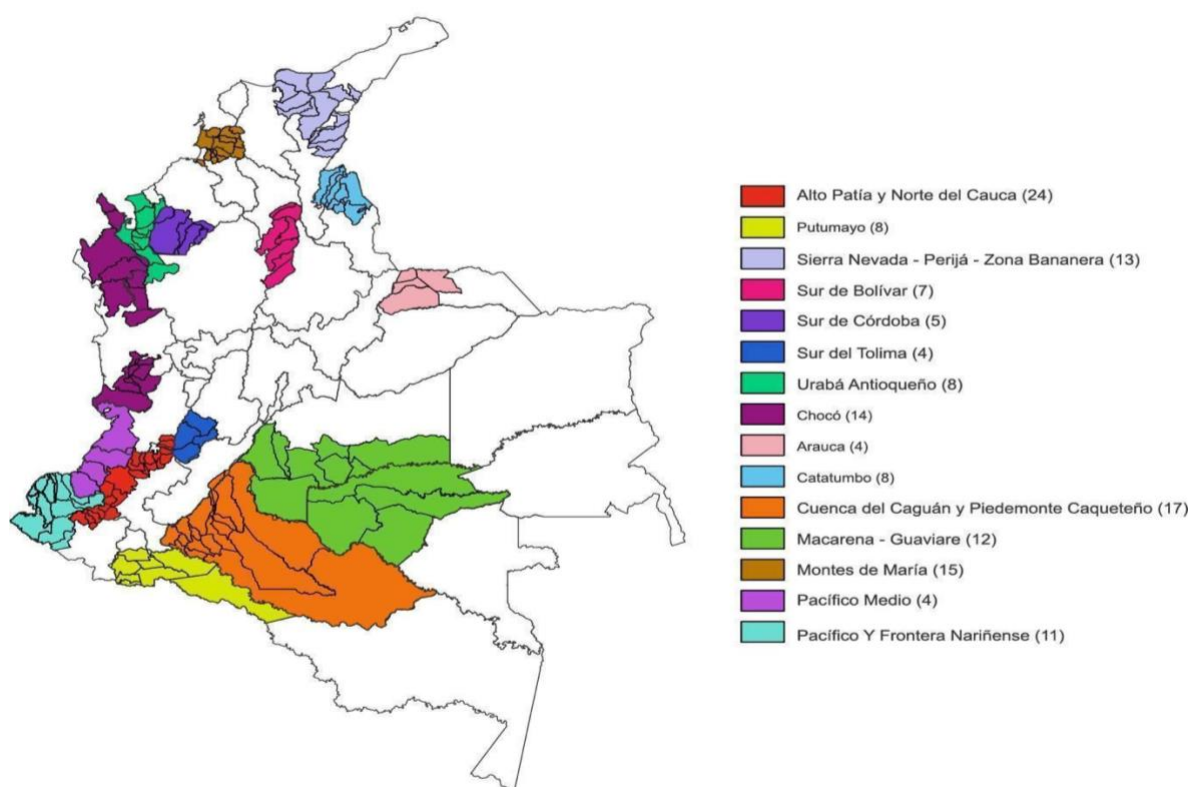 Alto Patía y Norte del Cauca (24)
Putumayo (8)
Sierra Nevada - Perijá - Zona Bananera (13)
Sur de Bolívar (7)
Sur de Córdoba (5)
Sur del Tolima (4)
Urabá Antioqueño (8)
Chocó (14)
Arauca (4)
Catatumbo (8)
Cuenca del Caguán y Piedemonte Caqueteño (17)
Macarena - Guaviare (12)
Montes de María (15)
Pacífico Medio (4)
Pacífico Y Frontera Nariñense (11)